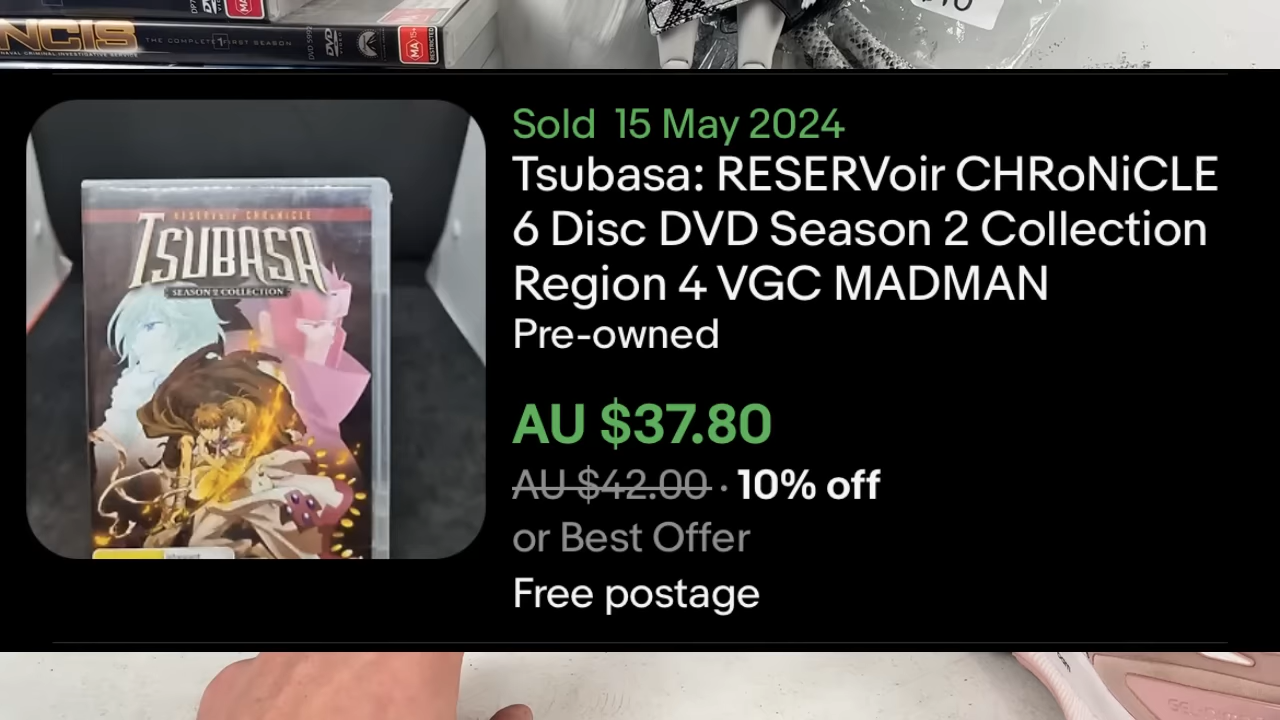 NCIS
THE COMPLETE FIRST SEASON
DVD
MA 15+
Sold 15 May 2024
Tsubasa: RESERVoir CHRoNiCLE
6 Disc DVD Season 2 Collection
Region 4 VGC MADMAN
Pre-owned
AU $37.80
AU $42.00 · 10% off
or Best Offer
Free postage
RESERVoir CHRoNiCLE
TSUBASA
SEASON 2 COLLECTION